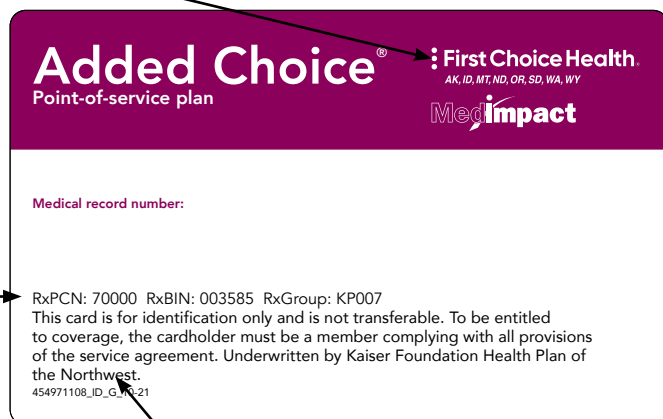 Added Choice®
Point-of-service plan
First Choice Health®
AK, ID, MT, ND, OR, SD, WA, WY
MedImpact
Medical record number:
RxPCN: 70000 RxBIN: 003585 RxGroup: KP007
This card is for identification only and is not transferable. To be entitled
to coverage, the cardholder must be a member complying with all provisions
of the service agreement. Underwritten by Kaiser Foundation Health Plan of
the Northwest.